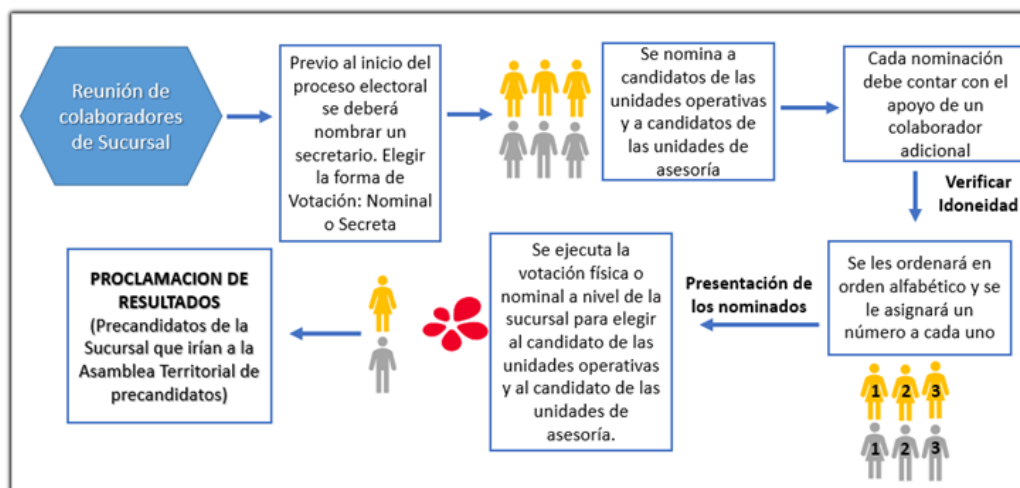 Reunión de
colaboradores
de Sucursal
Previo al inicio del
proceso electoral
se deberá
nombrar un
secretario. Elegir
la forma de
Votación: Nominal
o Secreta
Se nomina a
candidatos de las
unidades operativas
y a candidatos de
las unidades de
asesoría
Cada nominación
debe contar con el
apoyo de un
colaborador
adicional
Verificar
Idoneidad
Se les ordenará en
orden alfabético y se
le asignará un
número a cada uno
1 2 3
1 2 3
Presentación de
los nominados
Se ejecuta la
votación física o
nominal a nivel de la
sucursal para elegir
al candidato de las
unidades operativas
y al candidato de las
unidades de
asesoría.
PROCLAMACION DE
RESULTADOS
(Precandidatos de la
Sucursal que irían a la
Asamblea Territorial de
precandidatos)